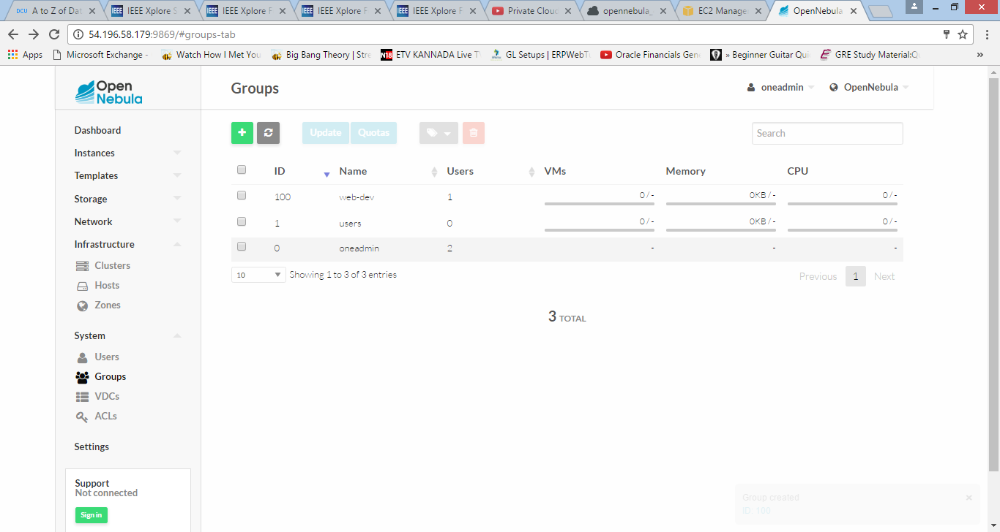 DCU A to Z of Dat
IEEE IEEE Xplore S
IEEE IEEE Xplore F
IEEE IEEE Xplore F
IEEE IEEE Xplore F
Private Cloud
opennebula_
EC2 Manage
OpenNebula
54.196.58.179:9869/#groups-tab
Apps
Microsoft Exchange -
Watch How I Met You
Big Bang Theory | Stre
N18 ETV KANNADA Live T
GL Setups | ERPWebT
Oracle Financials Gen
» Beginner Guitar Qu
GRE Study Material:Q
»
Open
Nebula
Groups
oneadmin
OpenNebula
Dashboard
Instances
Templates
Storage
Network
Infrastructure
Clusters
Hosts
Zones
System
Users
Groups
VDCs
ACLs
Settings
Support
Not connected
Sign in
Update Quotas
Search
ID Name Users VMs Memory CPU
100 web-dev 1 0 / - 0KB / - 0 / -
1 users 0 0 / - 0KB / - 0 / -
0 oneadmin 2 - - -
10 Showing 1 to 3 of 3 entries
Previous 1 Next
3 TOTAL
Group created
ID: 100